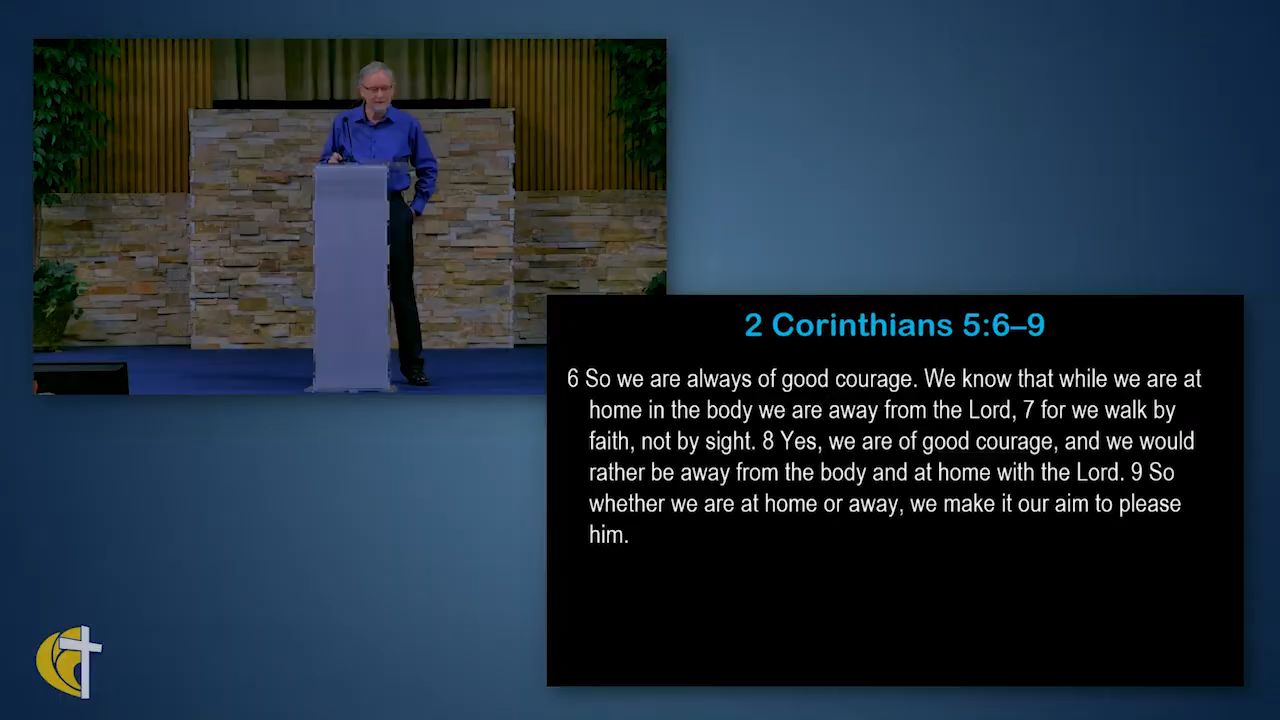 2 Corinthians 5:6–9
6 So we are always of good courage. We know that while we are at
home in the body we are away from the Lord, 7 for we walk by
faith, not by sight. 8 Yes, we are of good courage, and we would
rather be away from the body and at home with the Lord. 9 So
whether we are at home or away, we make it our aim to please
him.